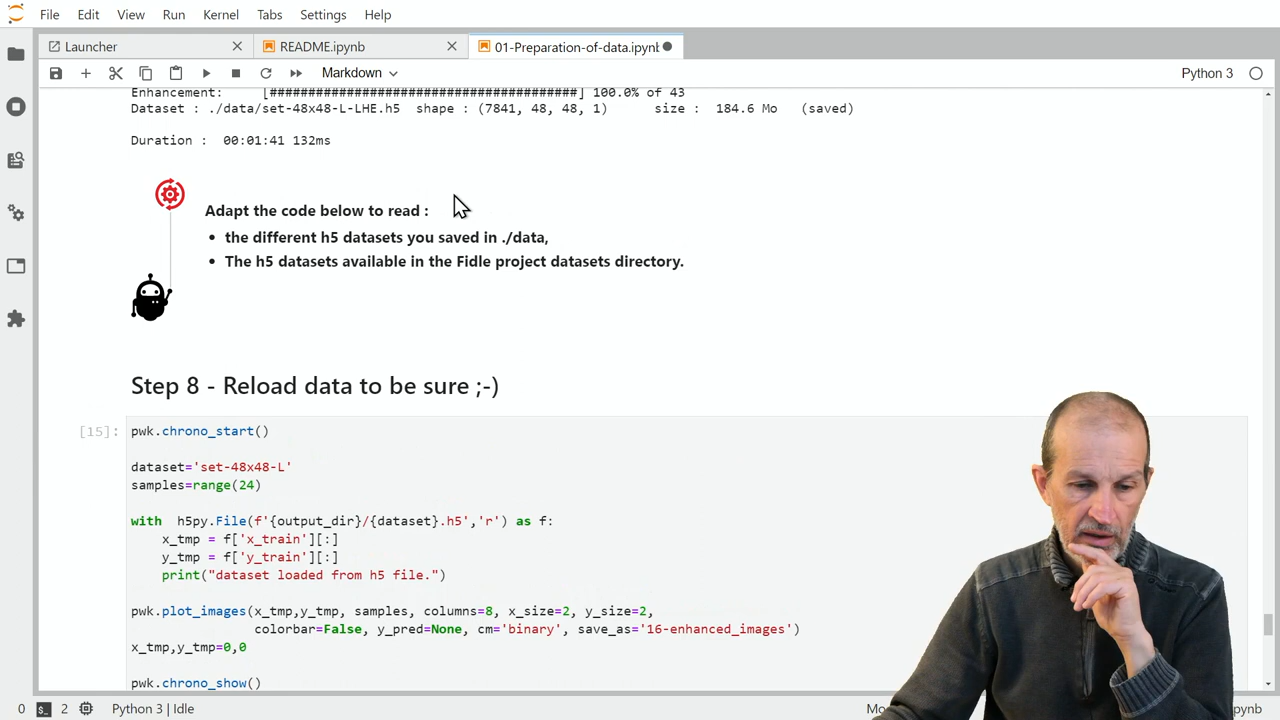 File Edit View Run Kernel Tabs Settings Help
Launcher
README.ipynb
01-Preparation-of-data.ipynb
Markdown
Python 3
Enhancement: [######################################] 100.0% of 43
Dataset : ./data/set-48x48-L-LHE.h5 shape : (7841, 48, 48, 1) size : 184.6 Mo (saved)
Duration : 00:01:41 132ms
Adapt the code below to read :
• the different h5 datasets you saved in ./data,
• The h5 datasets available in the Fidle project datasets directory.
Step 8 - Reload data to be sure ;-)
[15]: pwk.chrono_start()
dataset='set-48x48-L'
samples=range(24)
with h5py.File(f'{output_dir}/{dataset}.h5','r') as f:
x_tmp = f['x_train'][:]
y_tmp = f['y_train'][:]
print("dataset loaded from h5 file.")
pwk.plot_images(x_tmp,y_tmp, samples, columns=8, x_size=2, y_size=2,
colorbar=False, y_pred=None, cm='binary', save_as='16-enhanced_images')
x_tmp,y_tmp=0,0
pwk.chrono_show()
0 $_ 2 Python 3 | Idle